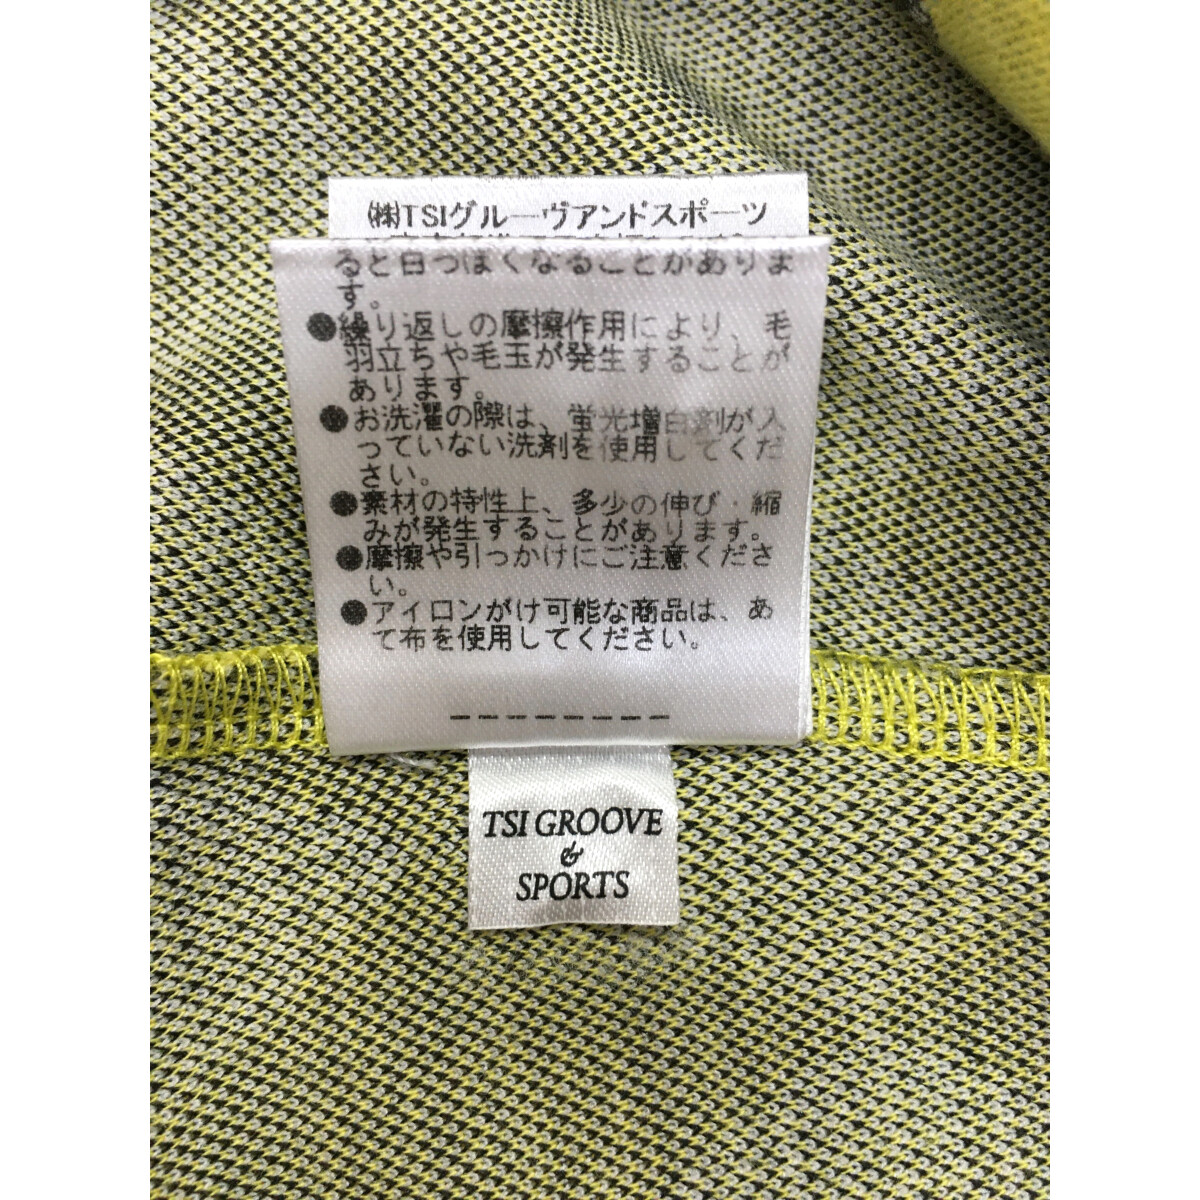 ㈱TSIグルーヴアンドスポーツ
ると白っぽくなることがありま
す。
●繰り返しの摩擦作用により、毛
羽立ちや毛玉が発生することが
あります。
●お洗濯の際は、蛍光増白剤が入
っていない洗剤を使用してくだ
さい。
●素材の特性上、多少の伸び・縮
みが発生することがあります。
●摩擦や引っかけにご注意くださ
い。
●アイロンがけ可能な商品は、あ
て布を使用してください。
---------
TSI GROOVE
&
SPORTS